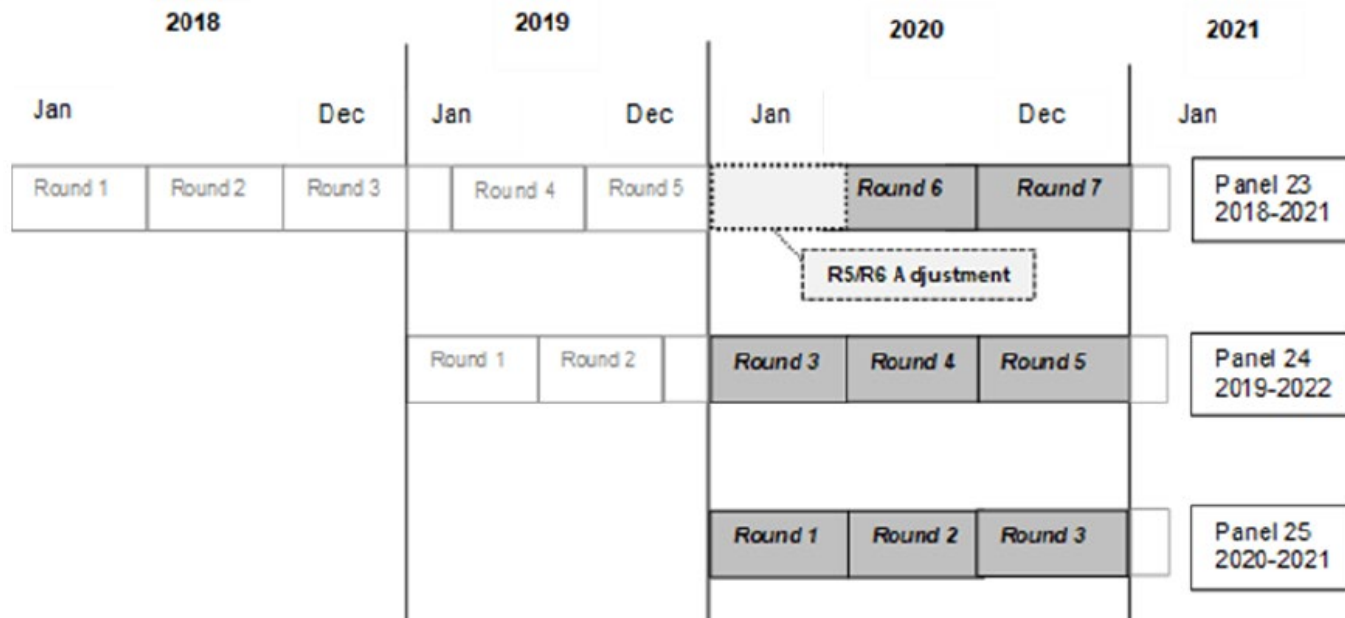 2018 2019 2020 2021
Jan Dec Jan Dec Jan Dec Jan
Round 1 Round 2 Round 3 Round 4 Round 5 Round 6 Round 7 Panel 23
2018-2021
R5/R6 A djustment
Round 1 Round 2 Round 3 Round 4 Round 5 Panel 24
2019-2022
Round 1 Round 2 Round 3 Panel 25
2020-2021